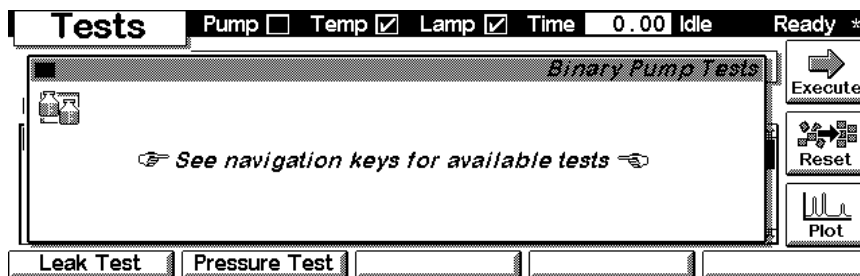 Tests Pump Temp Lamp Time 0.00 Idle Ready *
Binary Pump Tests
Execute
See navigation keys for available tests
Reset
Plot
Leak Test Pressure Test